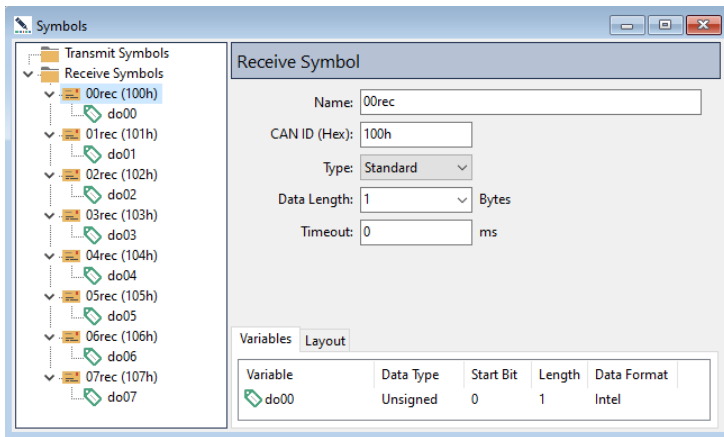 Symbols
Transmit Symbols
Receive Symbols
00rec (100h)
do00
01rec (101h)
do01
02rec (102h)
do02
03rec (103h)
do03
04rec (104h)
do04
05rec (105h)
do05
06rec (106h)
do06
07rec (107h)
do07
Receive Symbol
Name: 00rec
CAN ID (Hex): 100h
Type: Standard
Data Length: 1 Bytes
Timeout: 0 ms
Variables Layout
Variable Data Type Start Bit Length Data Format
do00 Unsigned 0 1 Intel